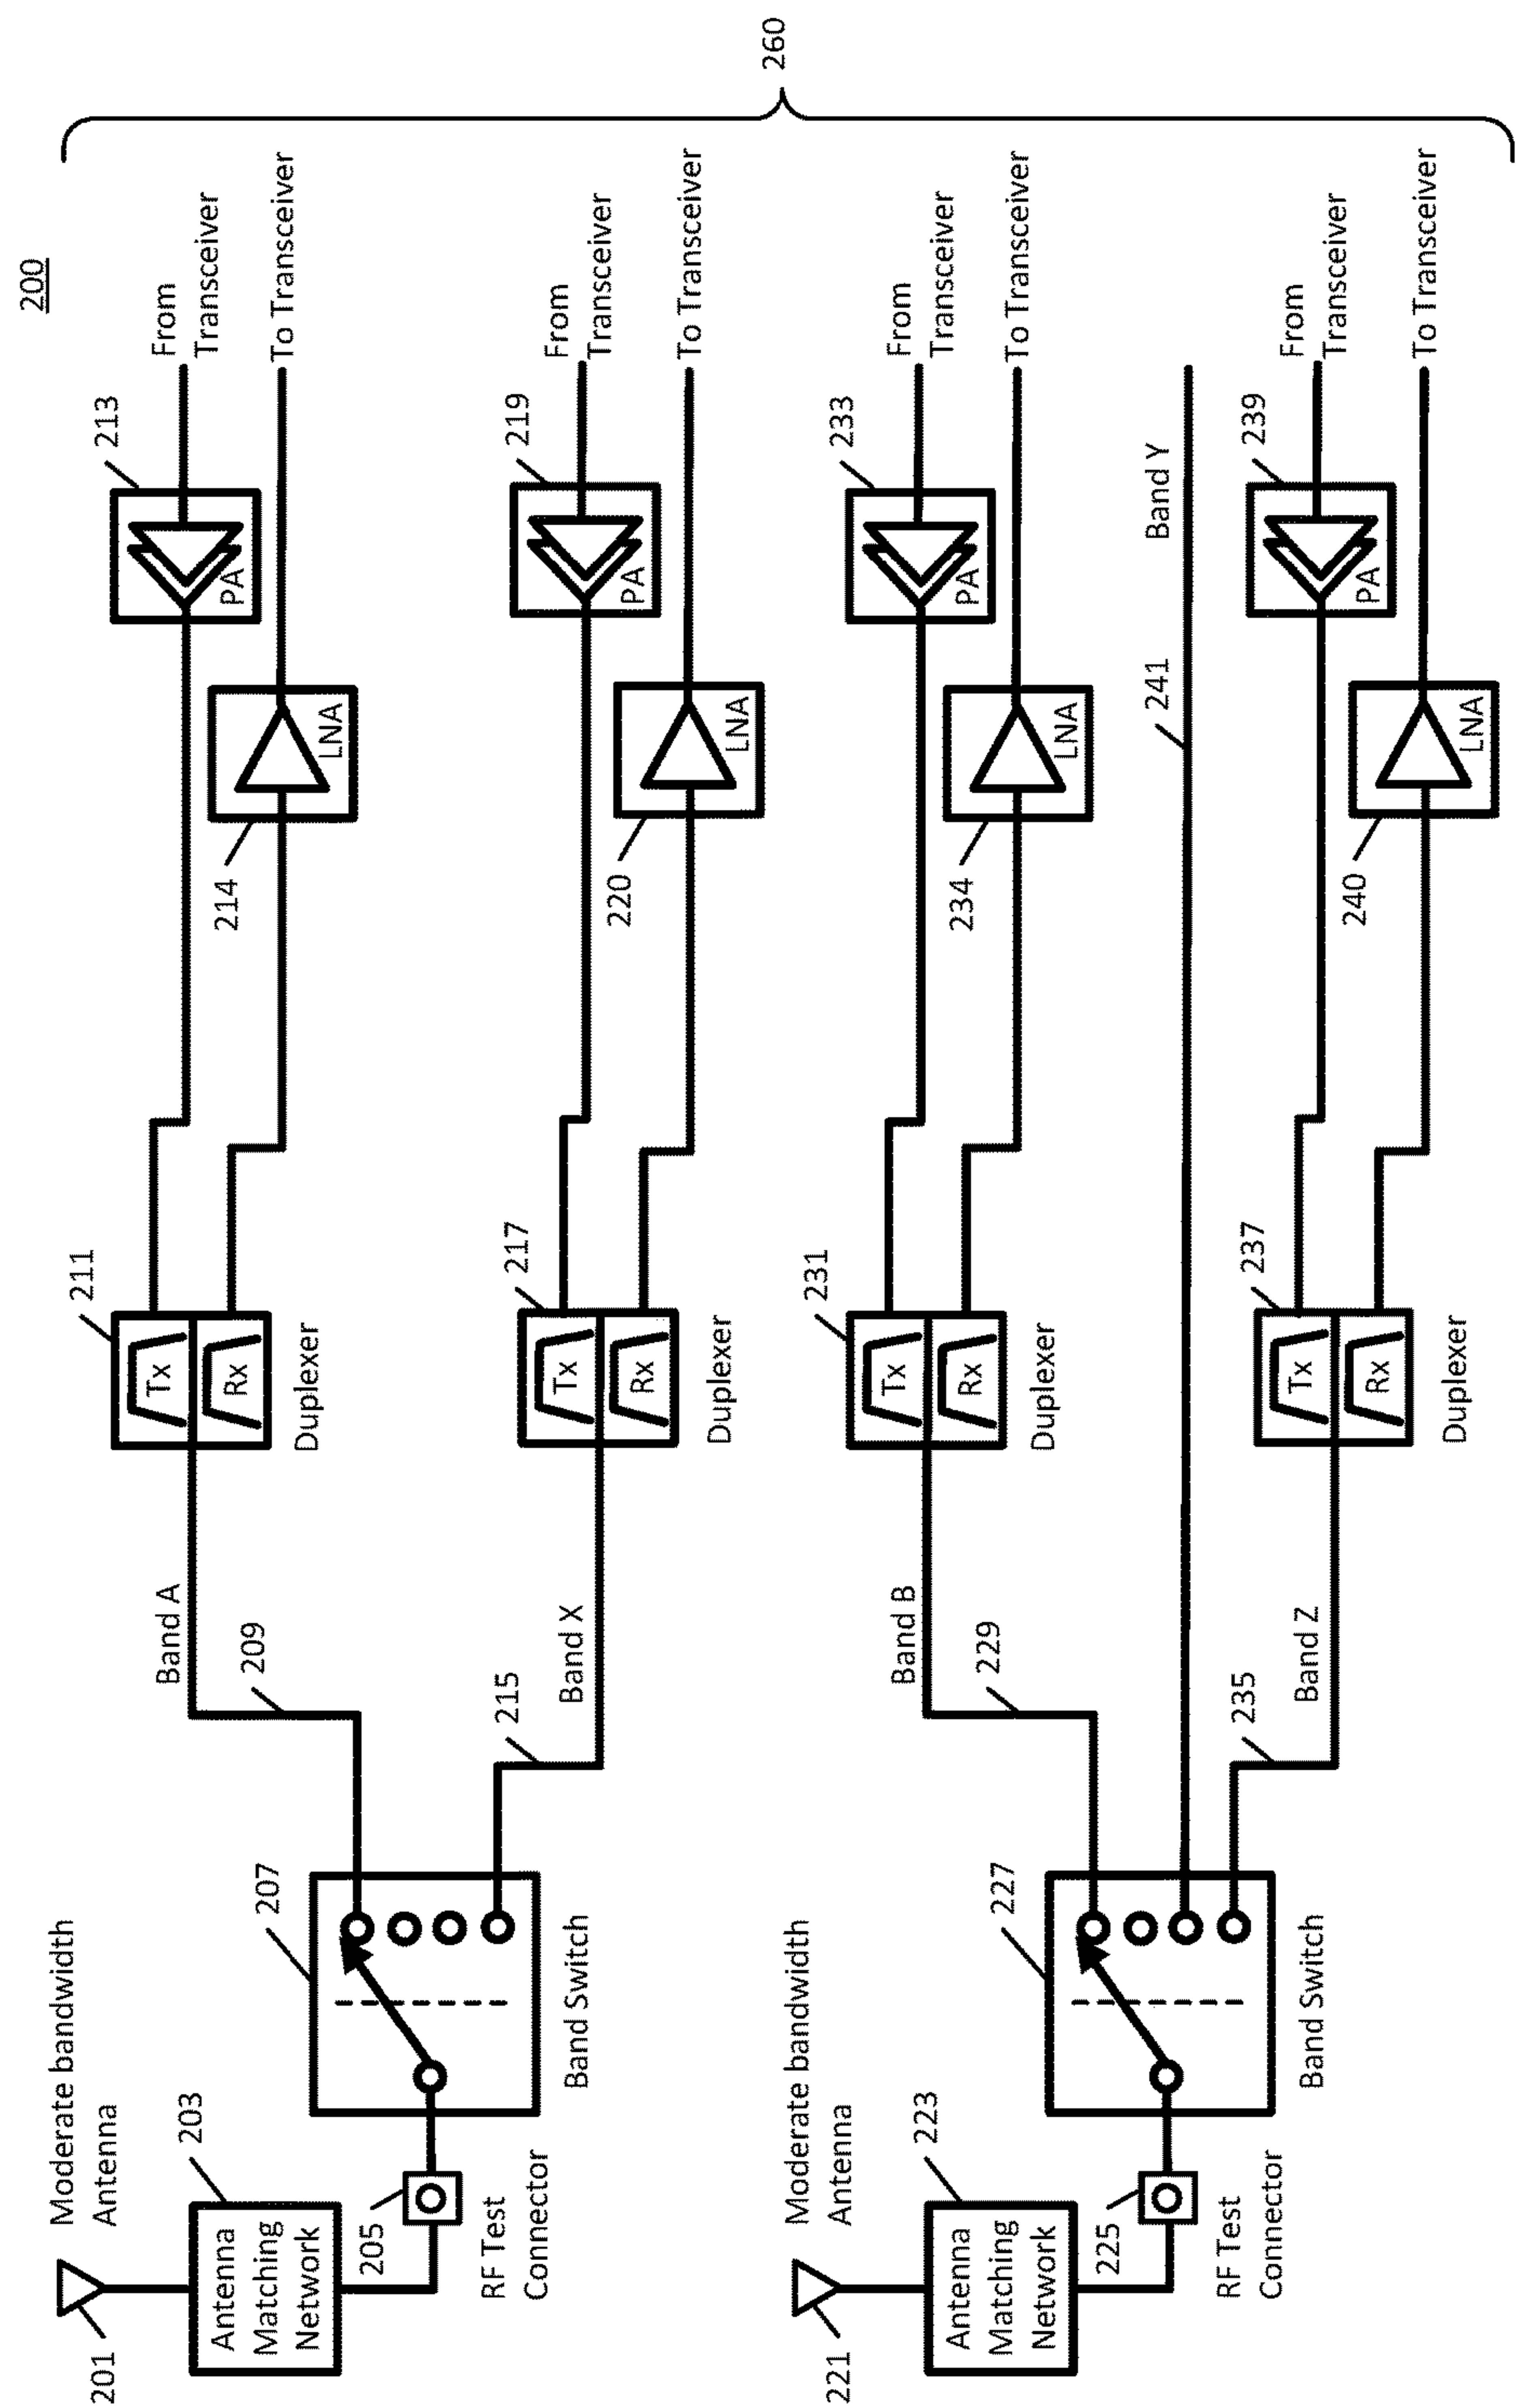 200
Moderate bandwidth
Antenna
201
Antenna
Matching
Network
203
205
RF Test
Connector
207
Band Switch
209
Band A
211
Tx
Rx
Duplexer
213
PA
From
Transceiver
214
LNA
To Transceiver
215
Band X
217
Tx
Rx
Duplexer
219
PA
From
Transceiver
220
LNA
To Transceiver
Moderate bandwidth
Antenna
221
Antenna
Matching
Network
223
225
RF Test
Connector
227
Band Switch
229
Band B
231
Tx
Rx
Duplexer
233
PA
From
Transceiver
234
LNA
To Transceiver
241
Band Y
235
Band Z
237
Tx
Rx
Duplexer
239
PA
From
Transceiver
240
LNA
To Transceiver
260